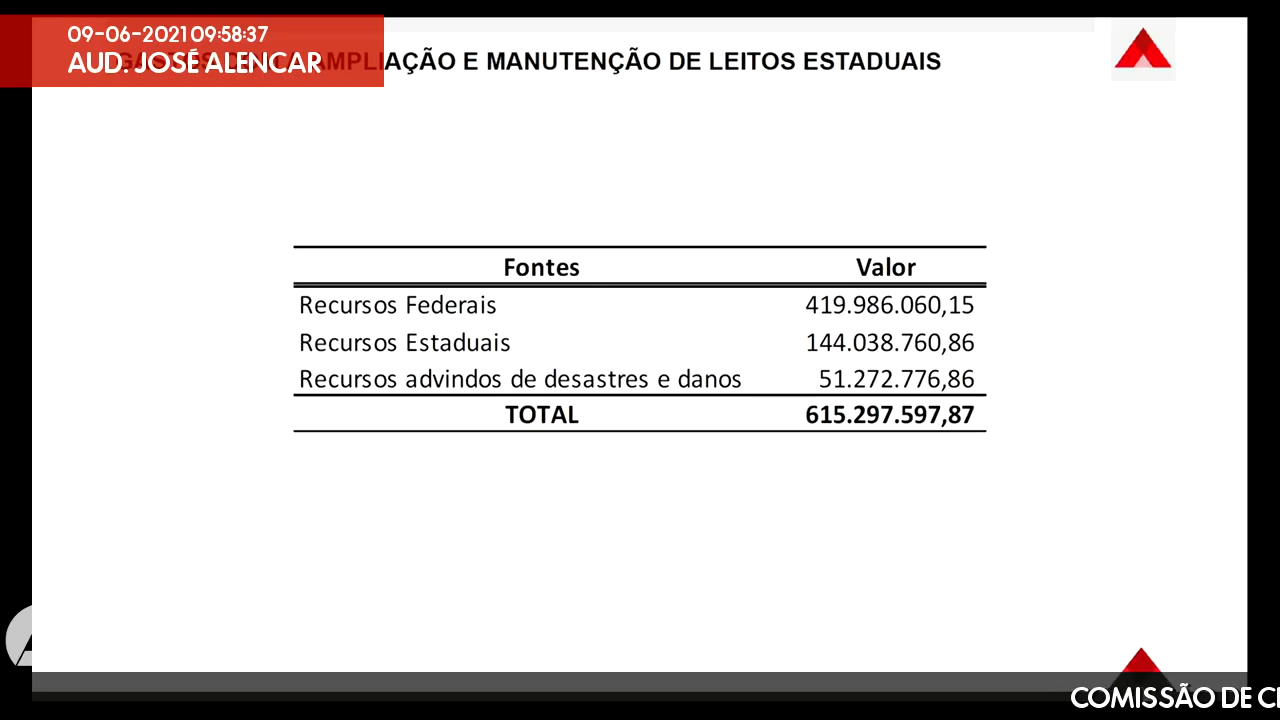 09-06-2021 09:58:37
AUD. JOSÉ ALENCAR
AMPLIAÇÃO E MANUTENÇÃO DE LEITOS ESTADUAIS
Fontes Valor
Recursos Federais 419.986.060,15
Recursos Estaduais 144.038.760,86
Recursos advindos de desastres e danos 51.272.776,86
TOTAL 615.297.597,87
COMISSÃO DE